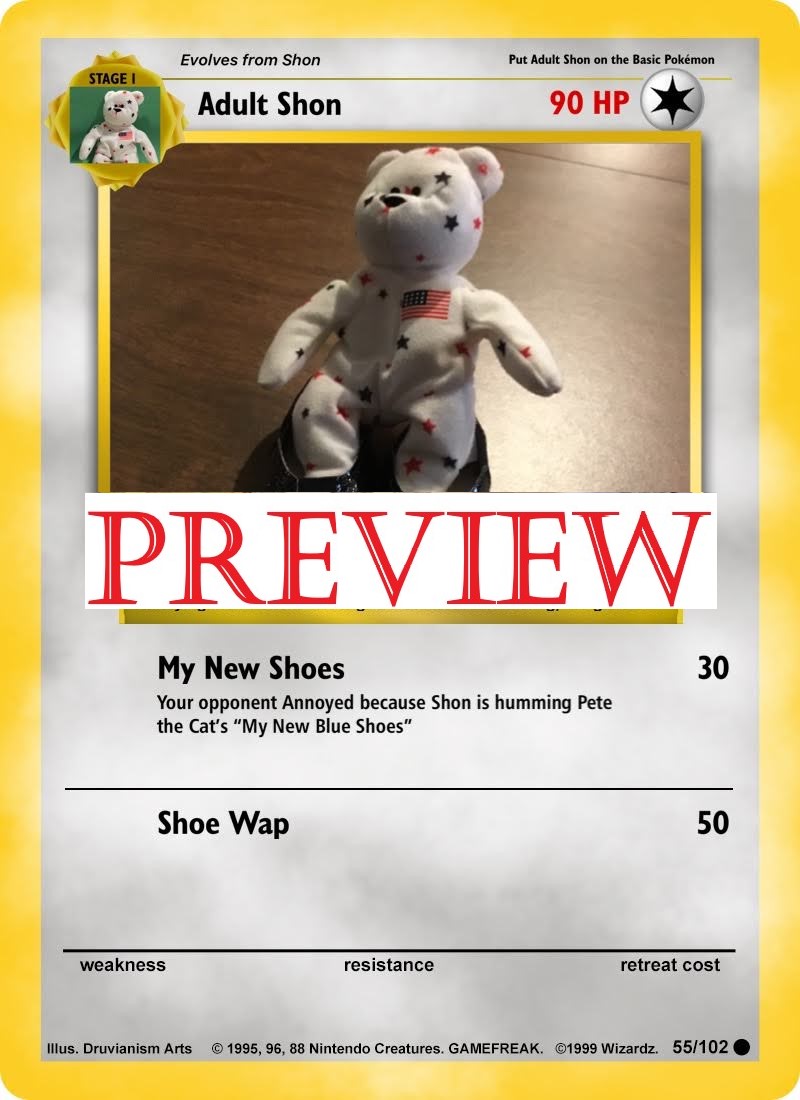 Evolves from Shon
Put Adult Shon on the Basic Pokémon
STAGE I
Adult Shon
90 HP
PREVIEW
My New Shoes 30
Your opponent Annoyed because Shon is humming Pete
the Cat's “My New Blue Shoes”
Shoe Wap 50
weakness resistance retreat cost
Illus. Druvianism Arts © 1995, 96, 88 Nintendo Creatures. GAMEFREAK. ©1999 Wizardz. 55/102